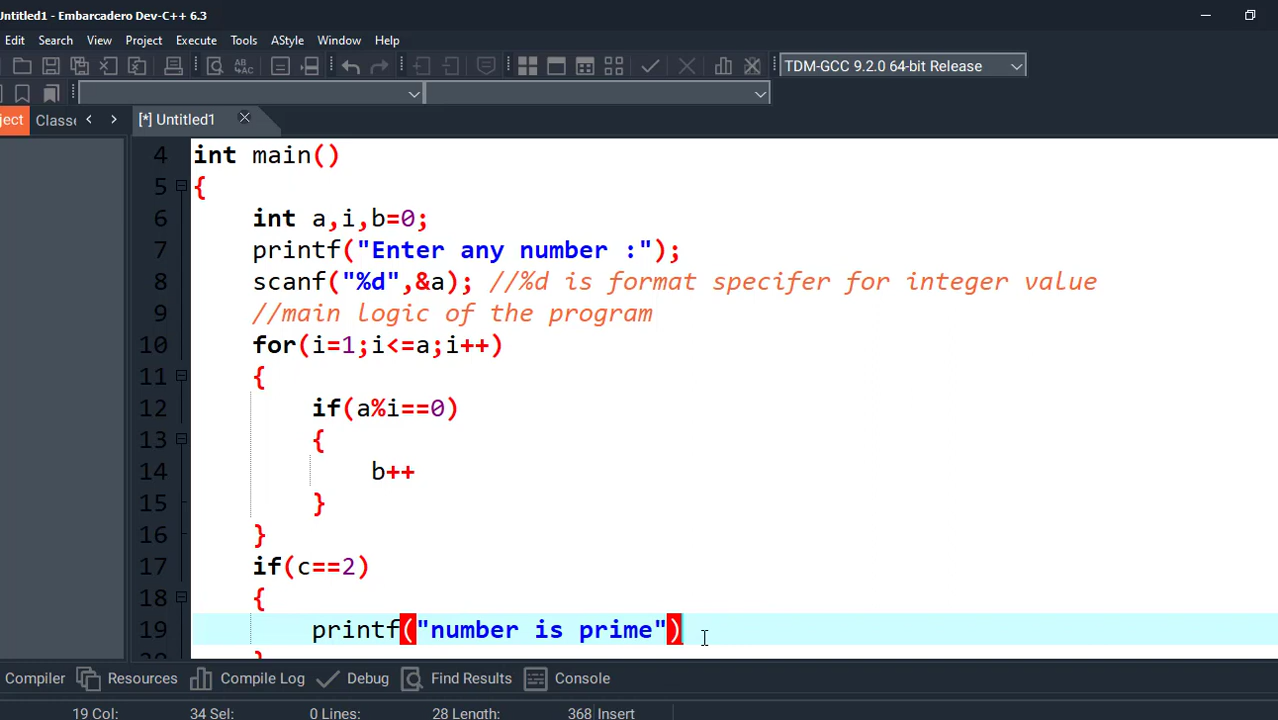 Untitled1 - Embarcadero Dev-C++ 6.3
Edit Search View Project Execute Tools AStyle Window Help
TDM-GCC 9.2.0 64-bit Release
ject Classe [*] Untitled1
4 int main()
5 {
6 int a,i,b=0;
7 printf("Enter any number :");
8 scanf("%d",&a); //%d is format specifer for integer value
9 //main logic of the program
10 for(i=1;i<=a;i++)
11 {
12 if(a%i==0)
13 {
14 b++
15 }
16 }
17 if(c==2)
18 {
19 printf("number is prime")
Compiler Resources Compile Log Debug Find Results Console
19 Col: 34 Sel: 0 Lines: 28 Length: 368 Insert